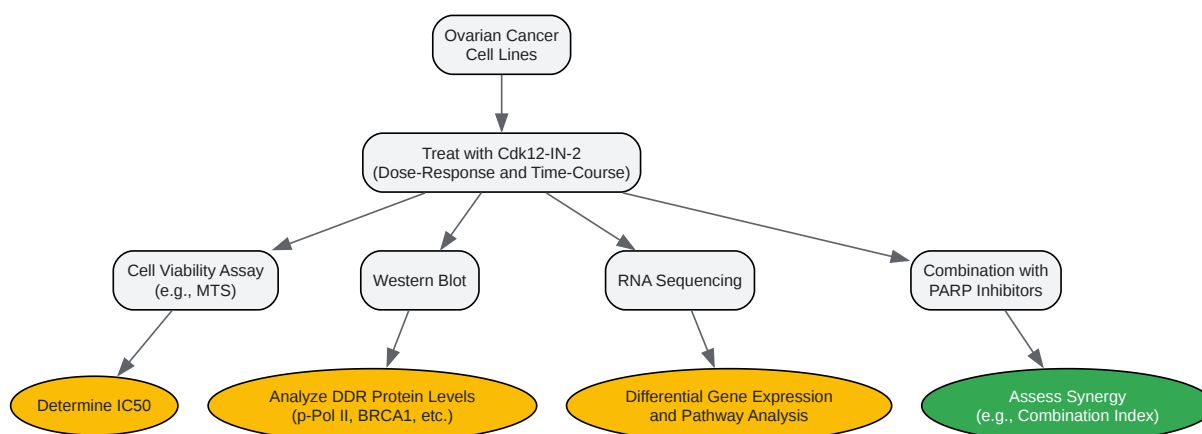 Ovarian Cancer
Cell Lines
Treat with Cdk12-IN-2
(Dose-Response and Time-Course)
Cell Viability Assay
(e.g., MTS)
Western Blot
RNA Sequencing
Combination with
PARP Inhibitors
Determine IC50
Analyze DDR Protein Levels
(p-Pol II, BRCA1, etc.)
Differential Gene Expression
and Pathway Analysis
Assess Synergy
(e.g., Combination Index)